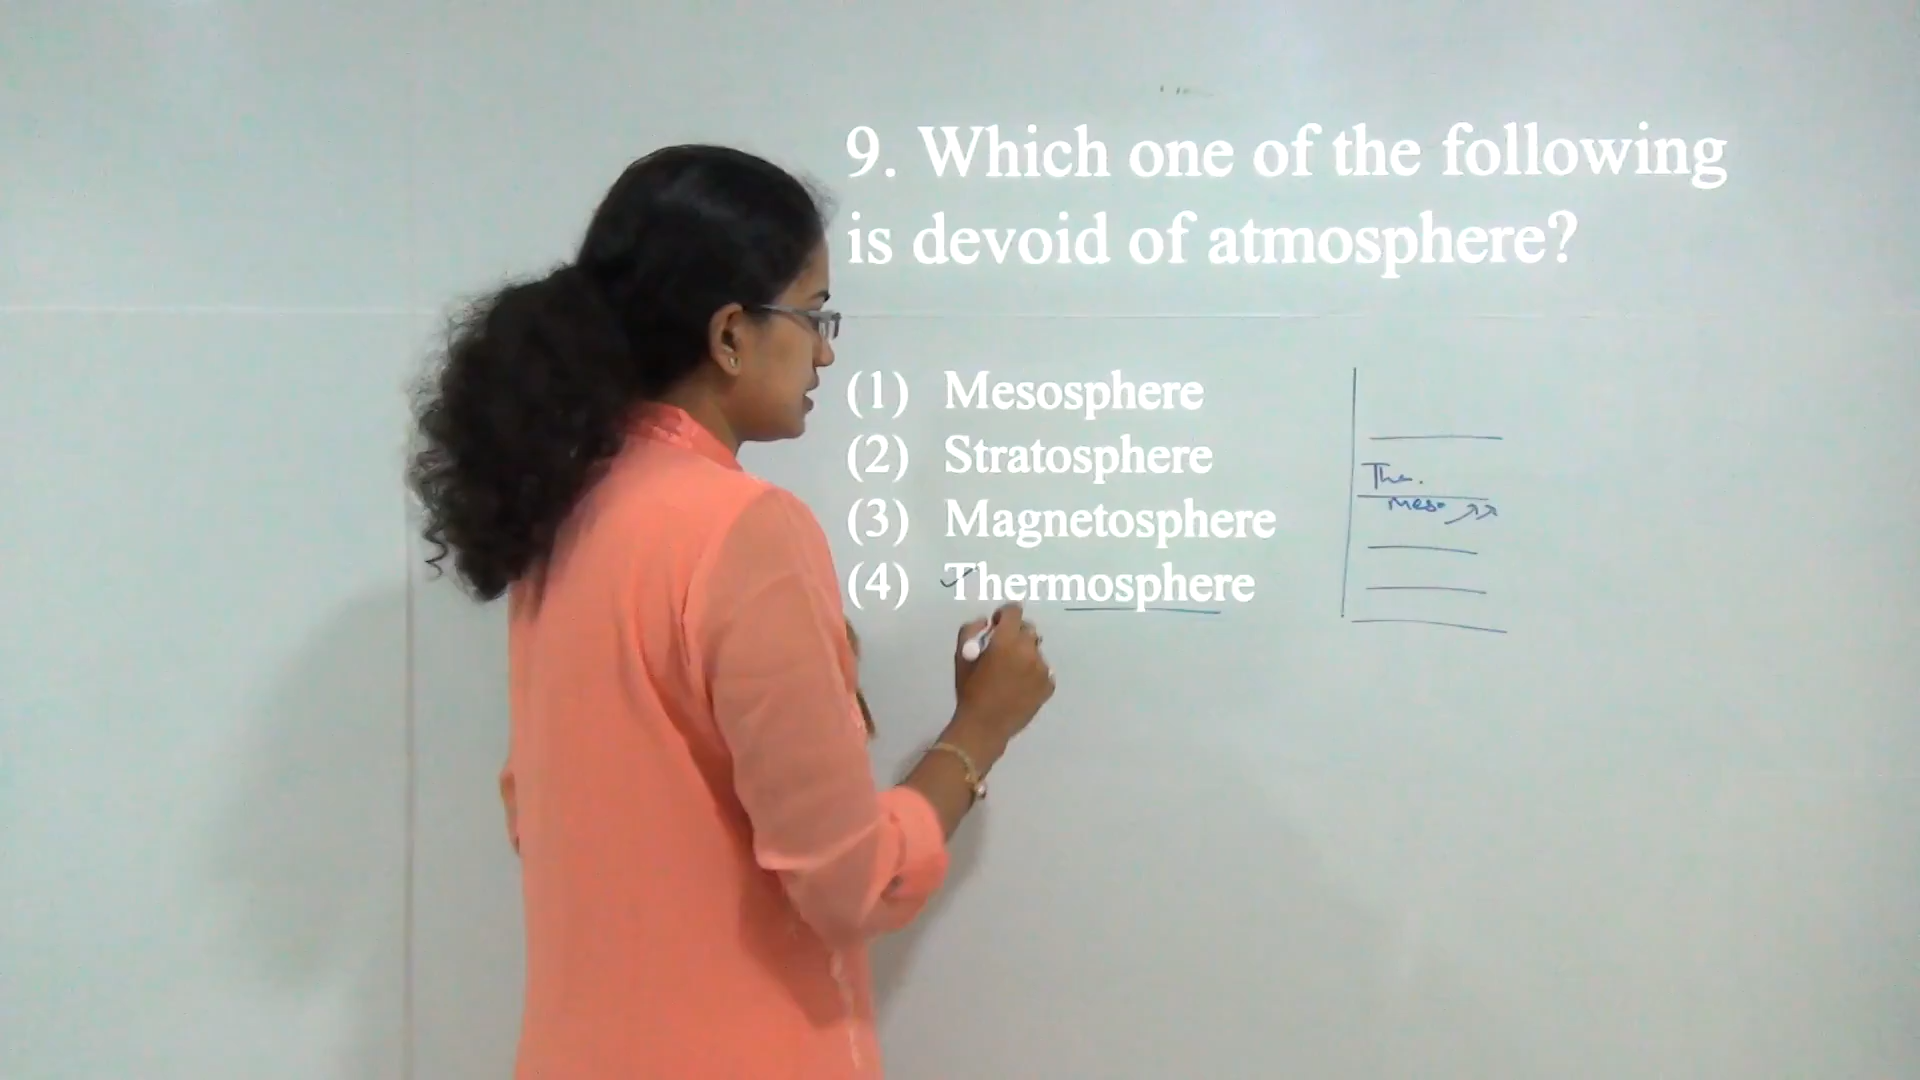 9. Which one of the following
is devoid of atmosphere?
(1) Mesosphere
(2) Stratosphere
(3) Magnetosphere
(4) Thermosphere
The.
Meso